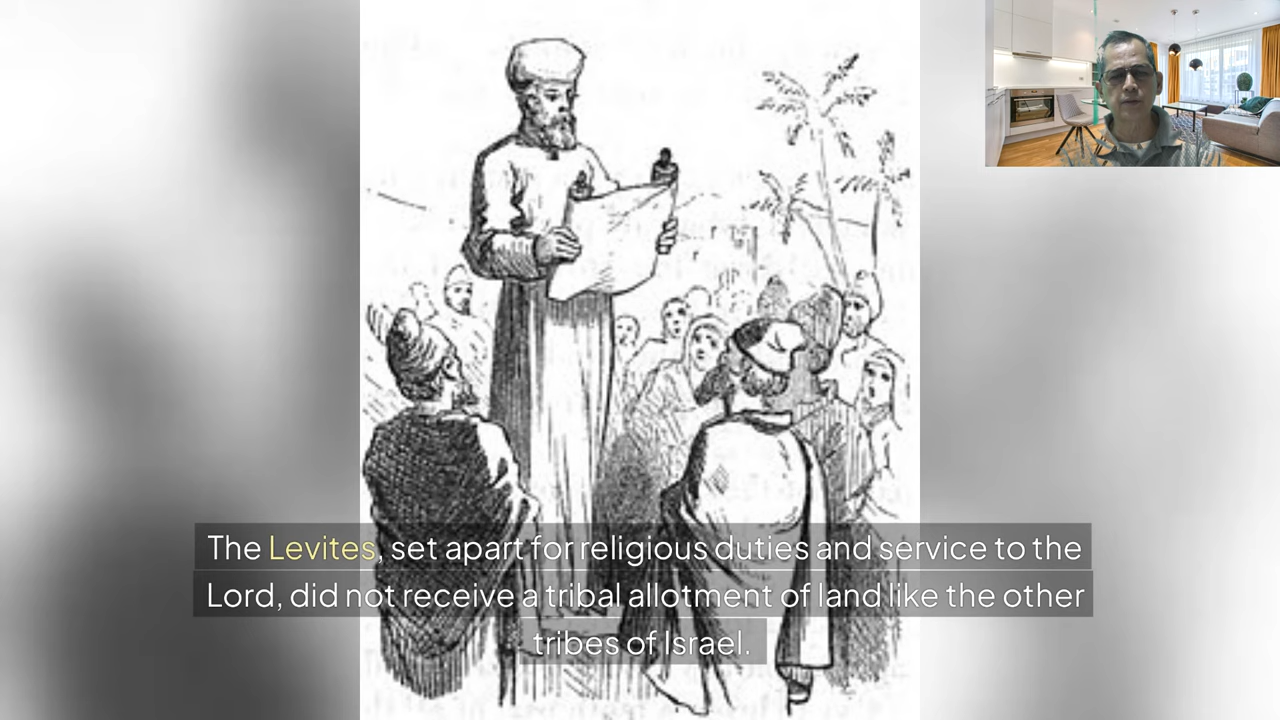 The Levites, set apart for religious duties and service to the
Lord, did not receive a tribal allotment of land like the other
tribes of Israel.